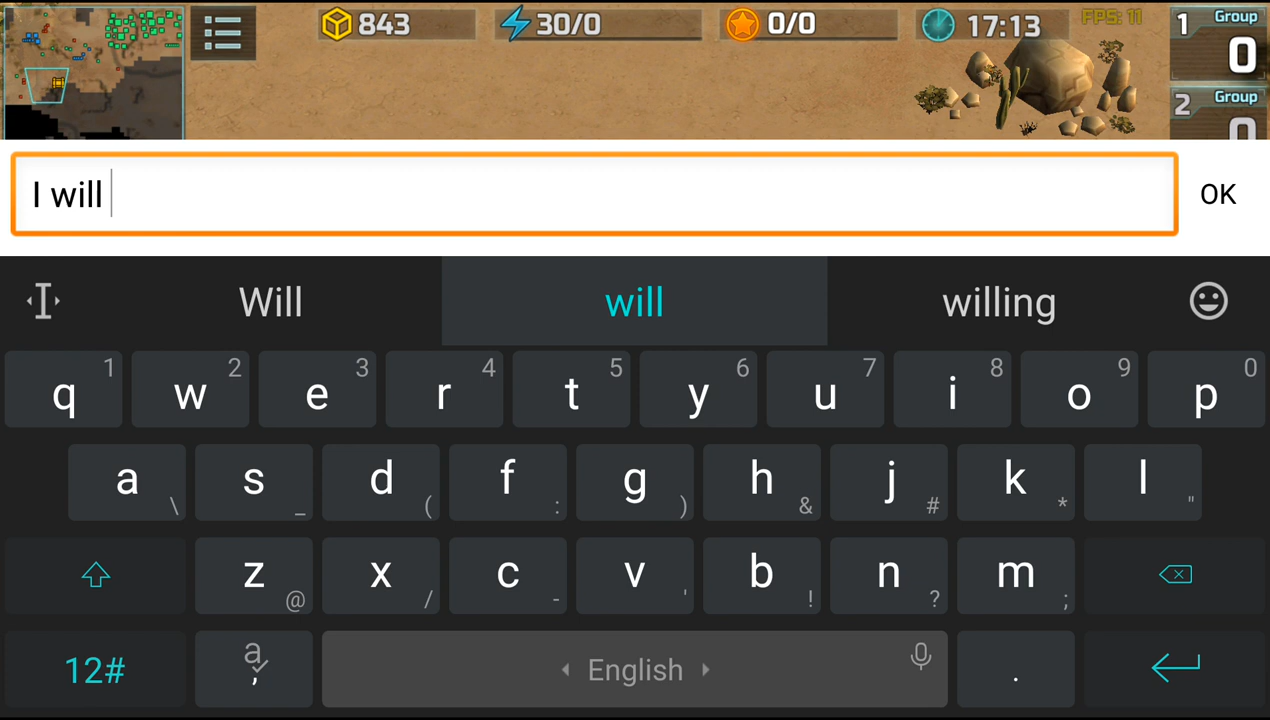 843 30/0 0/0 17:13 FPS: 11 1 Group 0
2 Group 0
I will OK
Will will willing
q 1 w 2 e 3 r 4 t 5 y 6 u 7 i 8 o 9 p 0
a \ s _ d ( f : g ) h & j # k * l "
z @ x / c - v ' b ! n ? m ;
12# a , English .